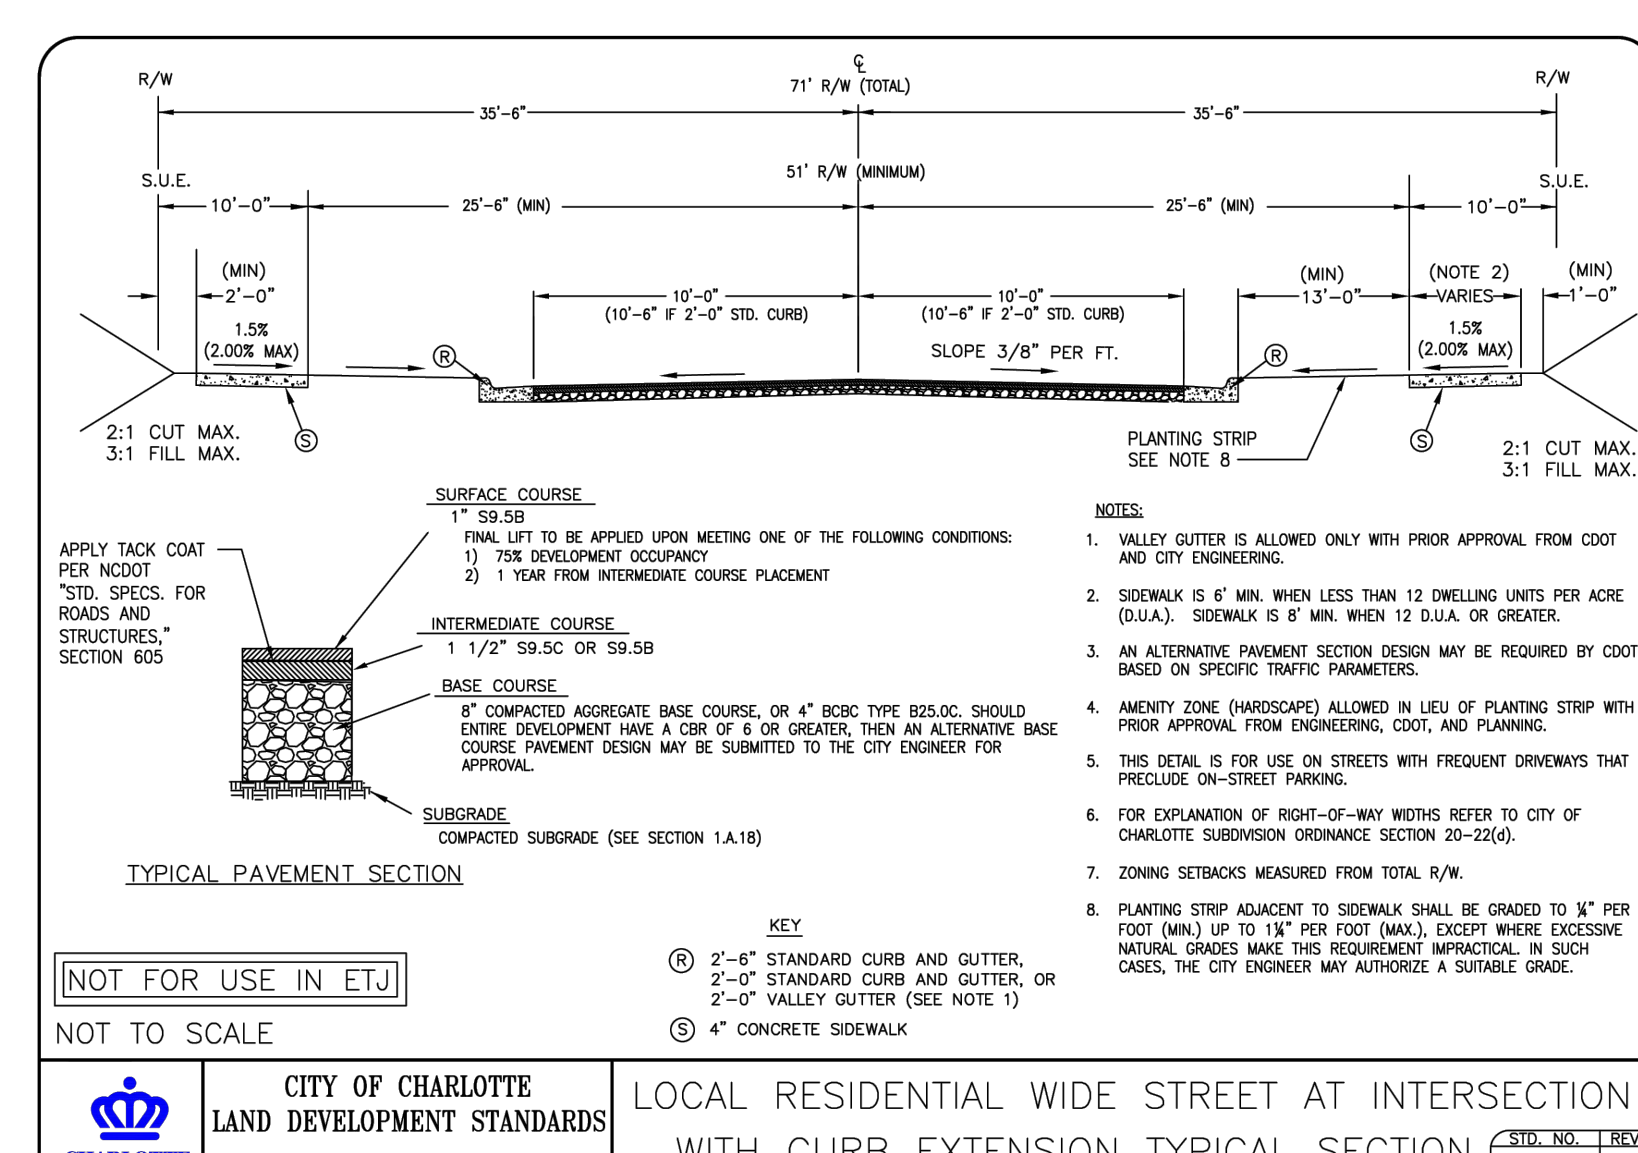 ℄
R/W
71' R/W (TOTAL)
R/W
35'-6"
35'-6"
51' R/W (MINIMUM)
S.U.E.
S.U.E.
10'-0"
25'-6" (MIN)
25'-6" (MIN)
10'-0"
(MIN)
2'-0"
(MIN)
13'-0"
(NOTE 2)
VARIES
(MIN)
1'-0"
10'-0"
(10'-6" IF 2'-0" STD. CURB)
10'-0"
(10'-6" IF 2'-0" STD. CURB)
1.5%
(2.00% MAX)
R
SLOPE 3/8" PER FT.
R
1.5%
(2.00% MAX)
2:1 CUT MAX.
3:1 FILL MAX.
S
PLANTING STRIP
SEE NOTE 8
S
2:1 CUT MAX.
3:1 FILL MAX.
SURFACE COURSE
1" S9.5B
FINAL LIFT TO BE APPLIED UPON MEETING ONE OF THE FOLLOWING CONDITIONS:
1) 75% DEVELOPMENT OCCUPANCY
2) 1 YEAR FROM INTERMEDIATE COURSE PLACEMENT
APPLY TACK COAT
PER NCDOT
"STD. SPECS. FOR
ROADS AND
STRUCTURES,"
SECTION 605
INTERMEDIATE COURSE
1 1/2" S9.5C OR S9.5B
BASE COURSE
8" COMPACTED AGGREGATE BASE COURSE, OR 4" BCBC TYPE B25.0C. SHOULD
ENTIRE DEVELOPMENT HAVE A CBR OF 6 OR GREATER, THEN AN ALTERNATIVE BASE
COURSE PAVEMENT DESIGN MAY BE SUBMITTED TO THE CITY ENGINEER FOR
APPROVAL.
SUBGRADE
COMPACTED SUBGRADE (SEE SECTION 1.A.18)
TYPICAL PAVEMENT SECTION
NOTES:
1. VALLEY GUTTER IS ALLOWED ONLY WITH PRIOR APPROVAL FROM CDOT
AND CITY ENGINEERING.
2. SIDEWALK IS 6' MIN. WHEN LESS THAN 12 DWELLING UNITS PER ACRE
(D.U.A.). SIDEWALK IS 8' MIN. WHEN 12 D.U.A. OR GREATER.
3. AN ALTERNATIVE PAVEMENT SECTION DESIGN MAY BE REQUIRED BY CDOT
BASED ON SPECIFIC TRAFFIC PARAMETERS.
4. AMENITY ZONE (HARDSCAPE) ALLOWED IN LIEU OF PLANTING STRIP WITH
PRIOR APPROVAL FROM ENGINEERING, CDOT, AND PLANNING.
5. THIS DETAIL IS FOR USE ON STREETS WITH FREQUENT DRIVEWAYS THAT
PRECLUDE ON-STREET PARKING.
6. FOR EXPLANATION OF RIGHT-OF-WAY WIDTHS REFER TO CITY OF
CHARLOTTE SUBDIVISION ORDINANCE SECTION 20-22(d).
7. ZONING SETBACKS MEASURED FROM TOTAL R/W.
8. PLANTING STRIP ADJACENT TO SIDEWALK SHALL BE GRADED TO ¼" PER
FOOT (MIN.) UP TO 1¼" PER FOOT (MAX.), EXCEPT WHERE EXCESSIVE
NATURAL GRADES MAKE THIS REQUIREMENT IMPRACTICAL. IN SUCH
CASES, THE CITY ENGINEER MAY AUTHORIZE A SUITABLE GRADE.
KEY
R 2'-6" STANDARD CURB AND GUTTER,
2'-0" STANDARD CURB AND GUTTER, OR
2'-0" VALLEY GUTTER (SEE NOTE 1)
S 4" CONCRETE SIDEWALK
NOT FOR USE IN ETJ
NOT TO SCALE
CITY OF CHARLOTTE
LAND DEVELOPMENT STANDARDS
LOCAL RESIDENTIAL WIDE STREET AT INTERSECTION
WITH CURB EXTENSION TYPICAL SECTION
STD. NO.
REV
CHARLOTTE